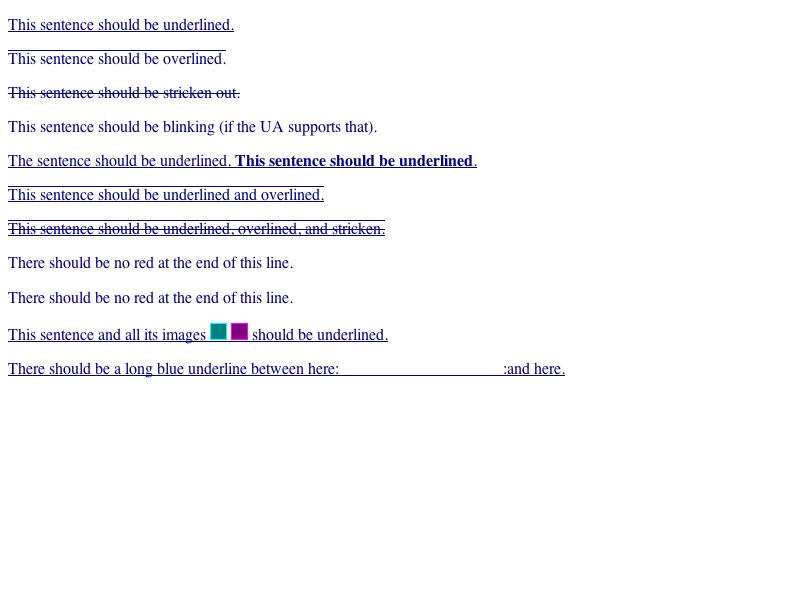 This sentence should be underlined.
This sentence should be overlined.
This sentence should be stricken out.
This sentence should be blinking (if the UA supports that).
The sentence should be underlined. This sentence should be underlined.
This sentence should be underlined and overlined.
This sentence should be underlined, overlined, and stricken.
There should be no red at the end of this line.
There should be no red at the end of this line.
This sentence and all its images should be underlined.
There should be a long blue underline between here: :and here.